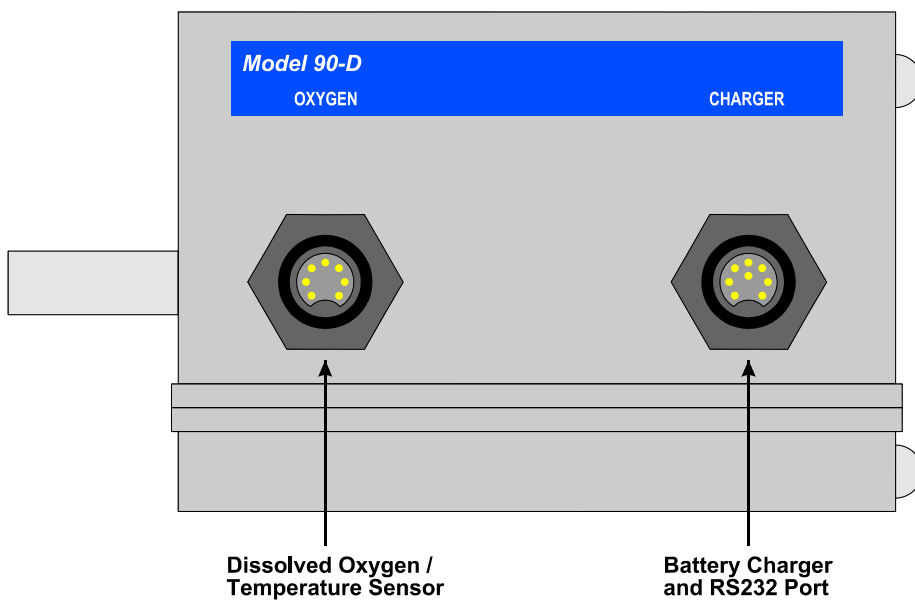 Model 90-D
OXYGEN CHARGER
Dissolved Oxygen /
Temperature Sensor
Battery Charger
and RS232 Port